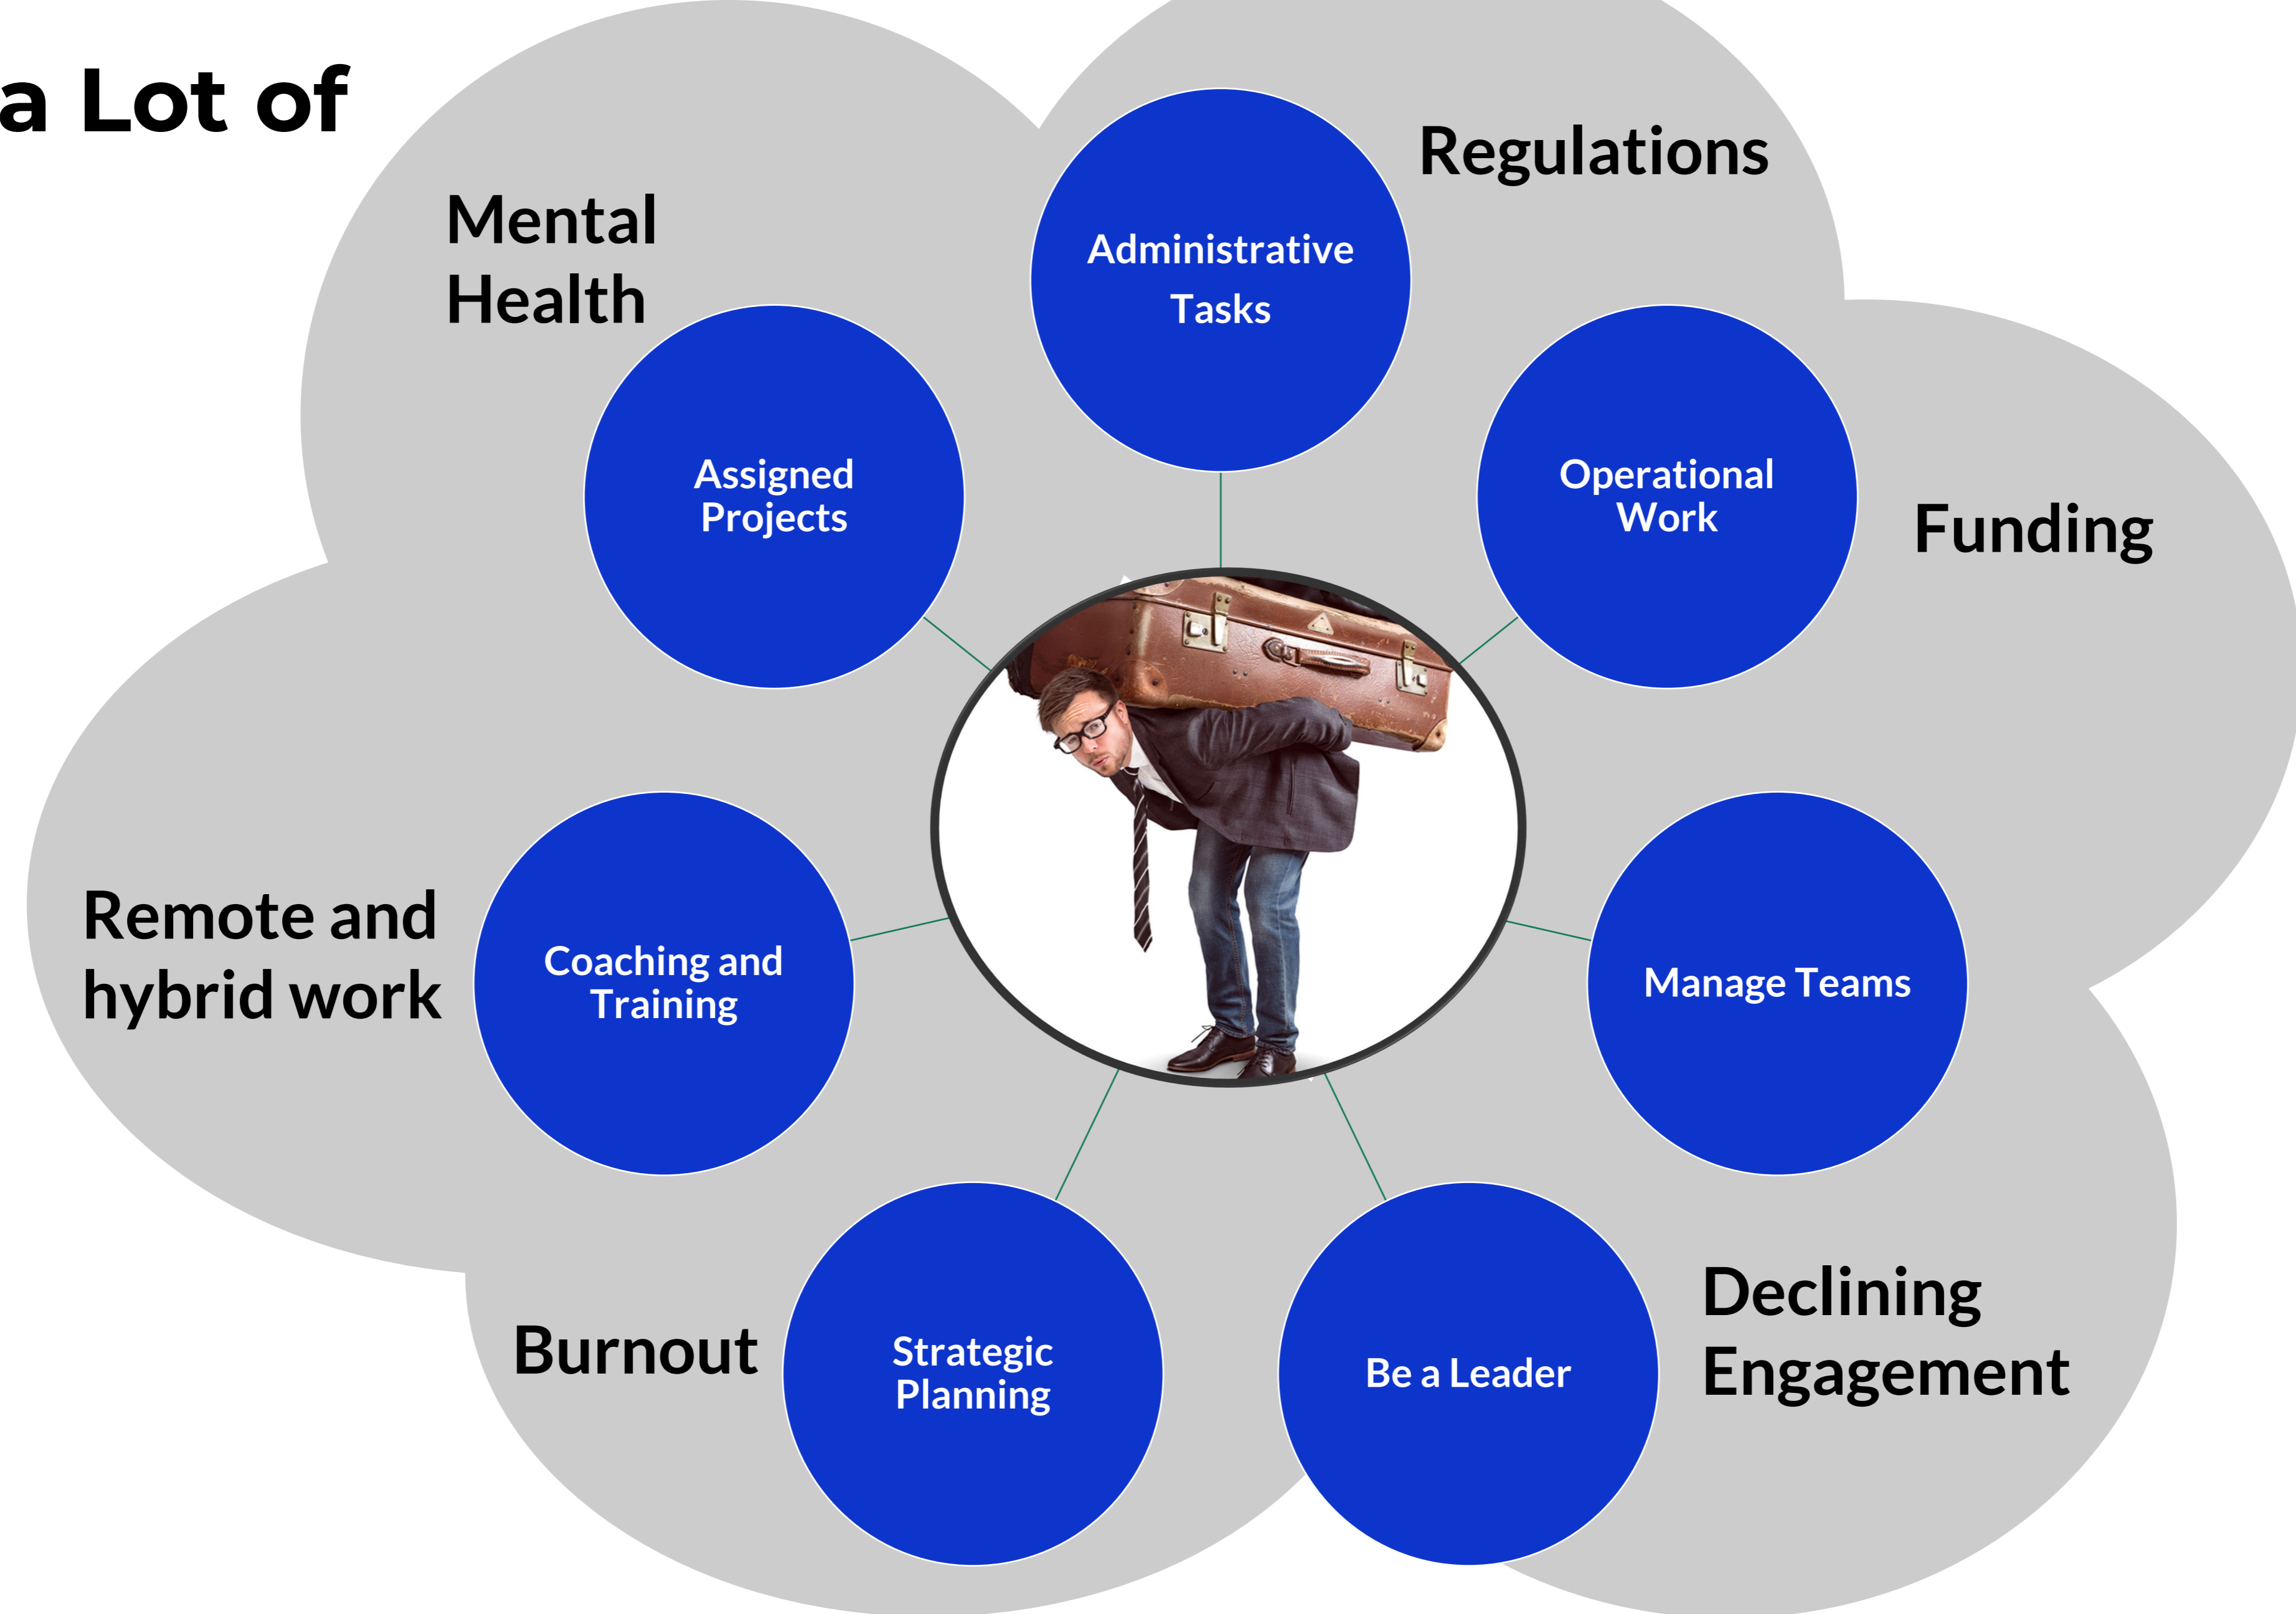 a Lot of
Mental
Health
Regulations
Administrative
Tasks
Assigned
Projects
Operational
Work
Funding
Remote and
hybrid work
Coaching and
Training
Manage Teams
Burnout
Strategic
Planning
Be a Leader
Declining
Engagement